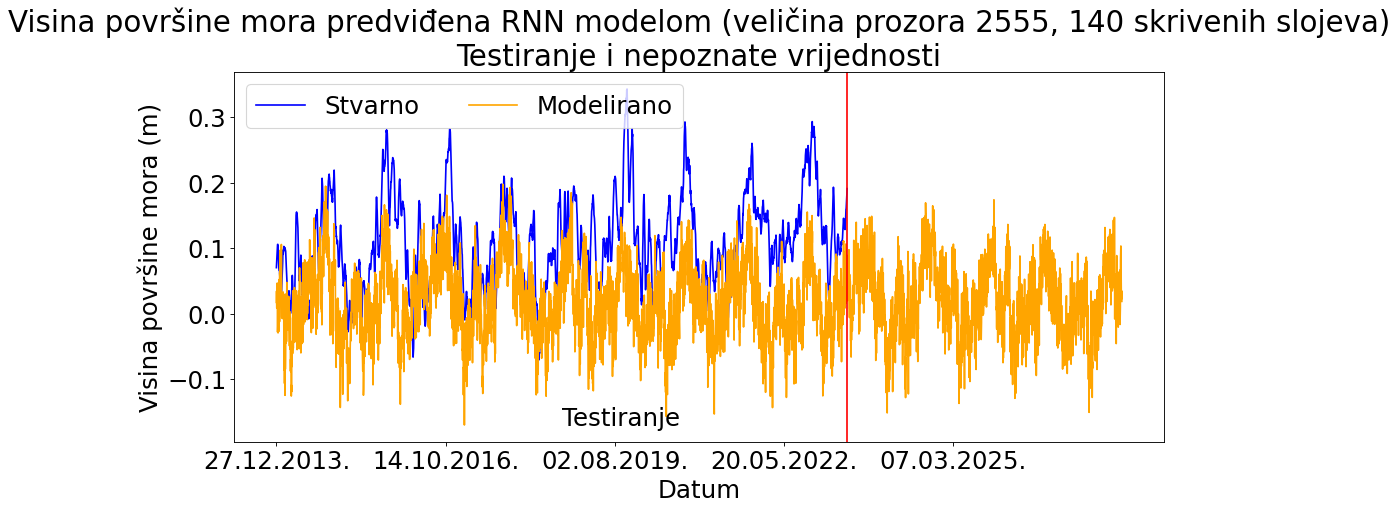 Visina površine mora predviđena RNN modelom (veličina prozora 2555, 140 skrivenih slojeva)
Testiranje i nepoznate vrijednosti
Stvarno
Modelirano
Visina površine mora (m)
0.3
0.2
0.1
0.0
−0.1
Testiranje
27.12.2013.
14.10.2016.
02.08.2019.
20.05.2022.
07.03.2025.
Datum